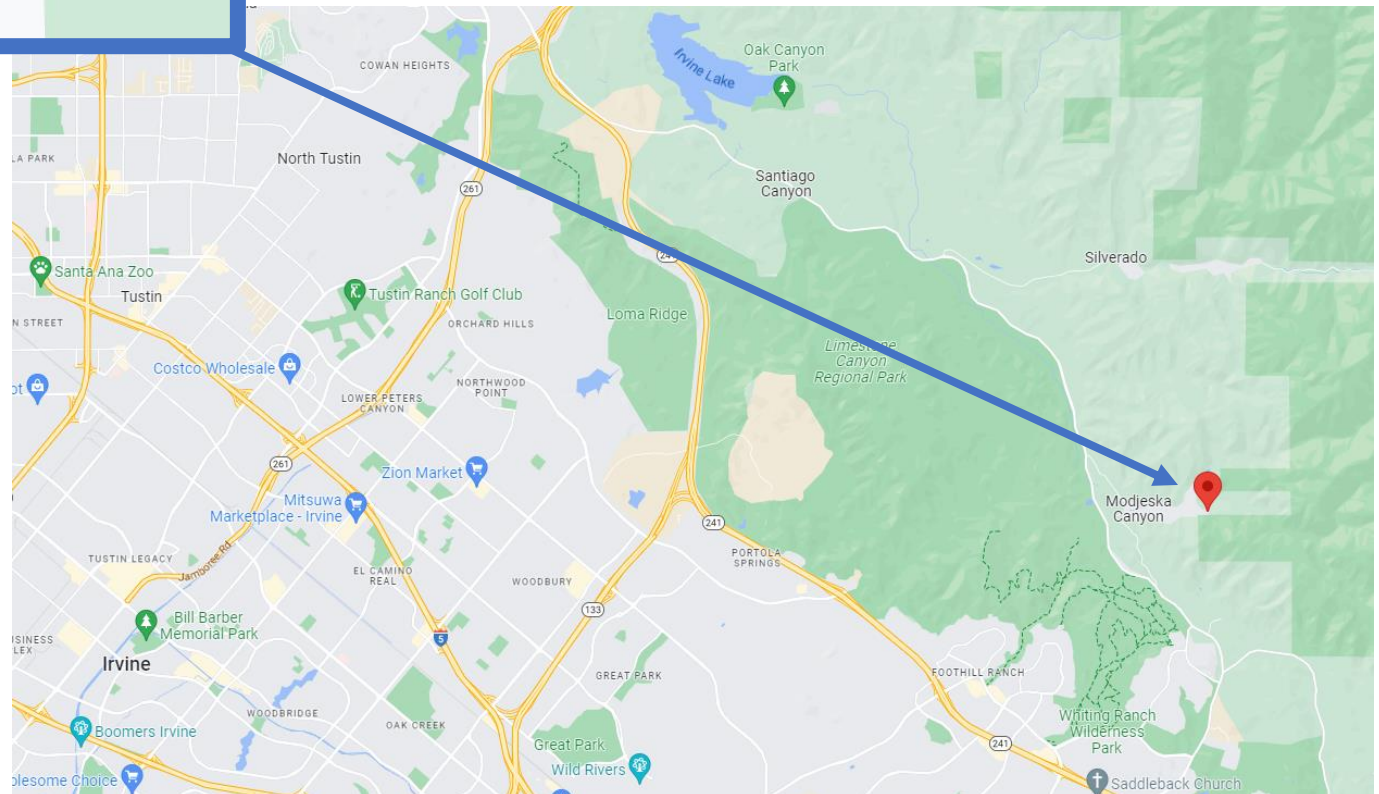 COWAN HEIGHTS
Oak Canyon
Park
Irvine Lake
LA PARK
North Tustin
261
Santiago
Canyon
241
Silverado
Santa Ana Zoo
Tustin
Tustin Ranch Golf Club
ORCHARD HILLS
Loma Ridge
N STREET
Limestone
Canyon
Regional Park
Costco Wholesale
NORTHWOOD
POINT
LOWER PETERS
CANYON
261
Zion Market
Mitsuwa
Marketplace - Irvine
Modjeska
Canyon
241
TUSTIN LEGACY
Jamboree Rd
EL CAMINO
REAL
WOODBURY
PORTOLA
SPRINGS
133
Bill Barber
Memorial Park
5
Irvine
GREAT PARK
FOOTHILL RANCH
WOODBRIDGE
OAK CREEK
Whiting Ranch
Wilderness
Park
Boomers Irvine
Great Park
Wild Rivers
241
olesome Choice
Saddleback Church